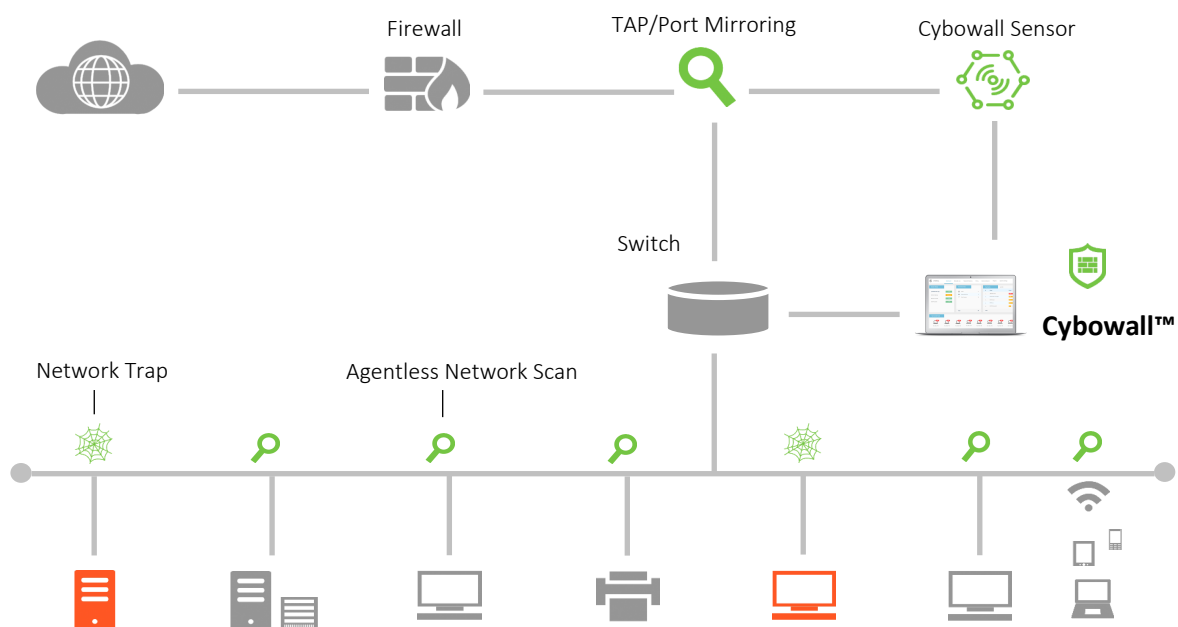 Firewall
TAP/Port Mirroring
Cybowall Sensor
Switch
Cybowall™
Network Trap
Agentless Network Scan